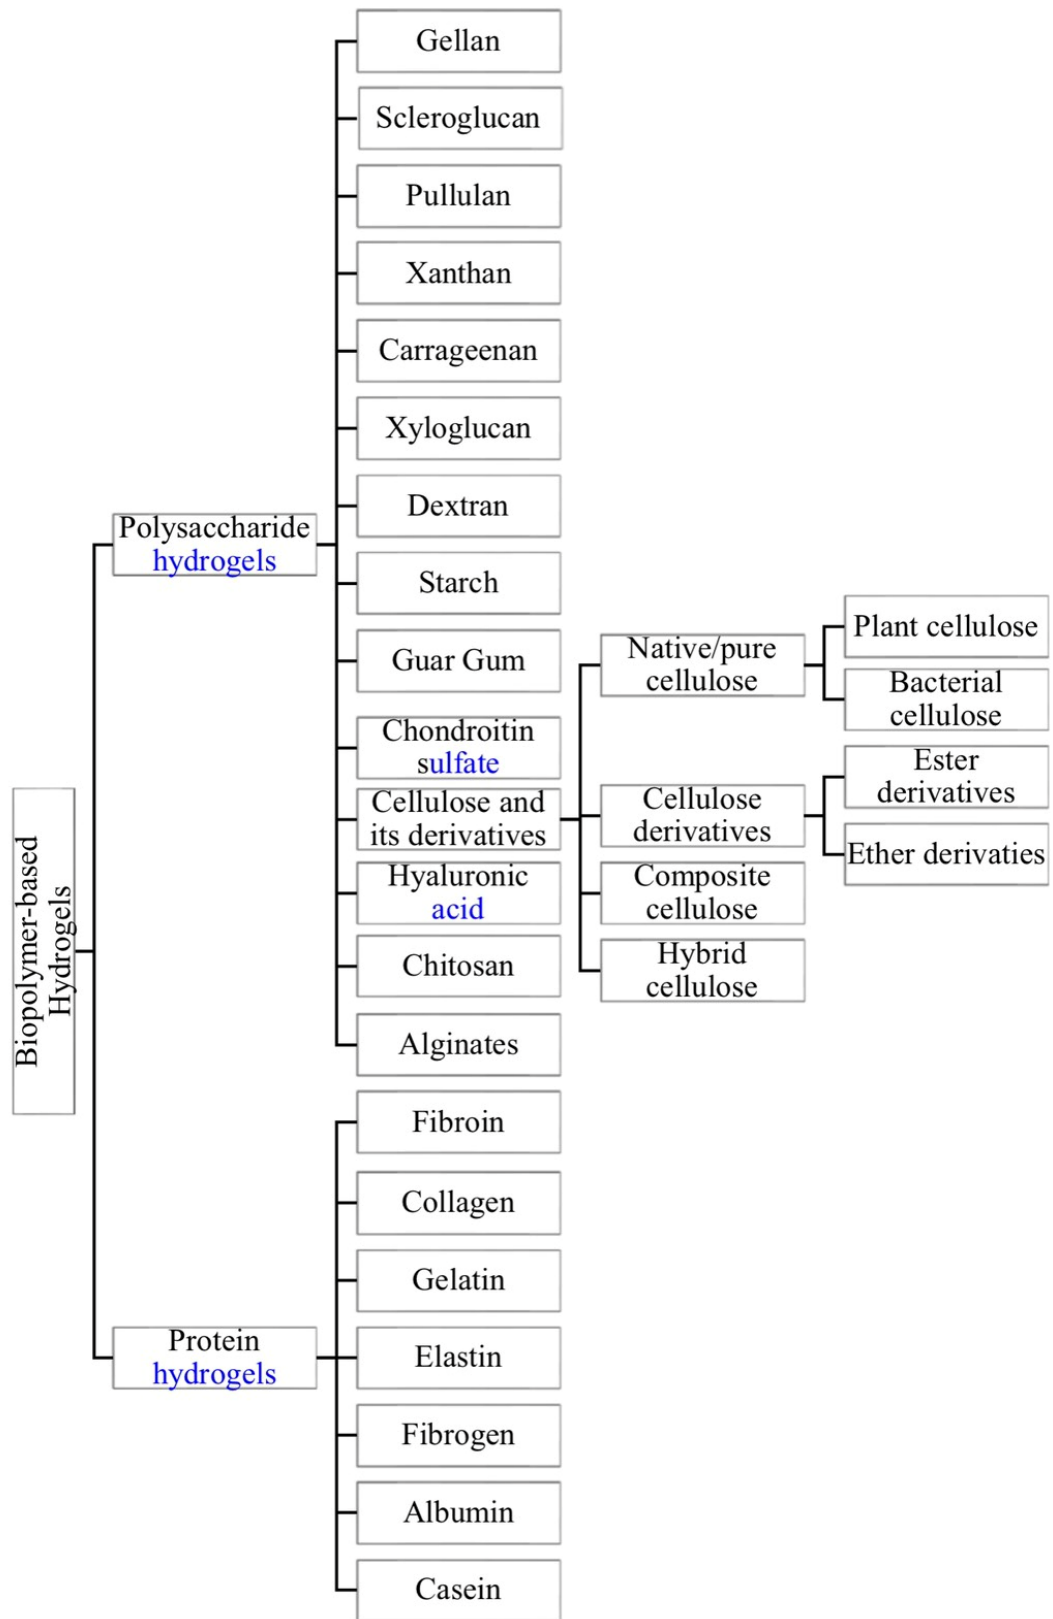 Biopolymer-based
Hydrogels
Polysaccharide
hydrogels
Gellan
Scleroglucan
Pullulan
Xanthan
Carrageenan
Xyloglucan
Dextran
Starch
Guar Gum
Chondroitin
sulfate
Cellulose and
its derivatives
Native/pure
cellulose
Plant cellulose
Bacterial
cellulose
Cellulose
derivatives
Ester
derivatives
Ether derivaties
Composite
cellulose
Hybrid
cellulose
Hyaluronic
acid
Chitosan
Alginates
Protein
hydrogels
Fibroin
Collagen
Gelatin
Elastin
Fibrogen
Albumin
Casein